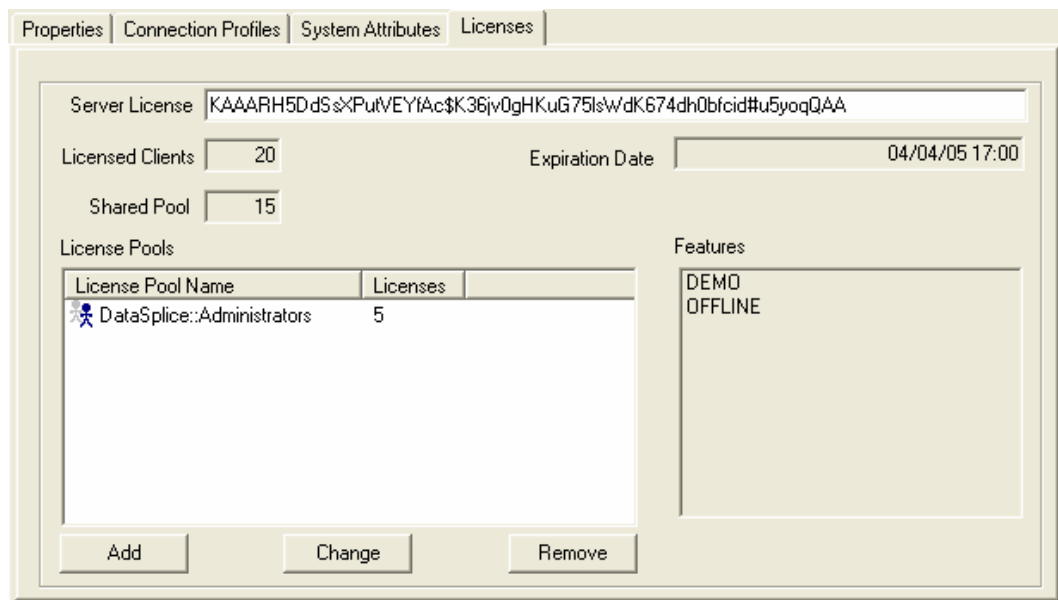 Properties Connection Profiles System Attributes Licenses
Server License KAAARH5DdSsXPutVEYfAc$K36jv0gHKuG75IsWdK674dh0bfcid#u5yoqQAA
Licensed Clients 20 Expiration Date 04/04/05 17:00
Shared Pool 15
License Pools Features
License Pool Name Licenses DEMO
DataSplice::Administrators 5 OFFLINE
Add Change Remove